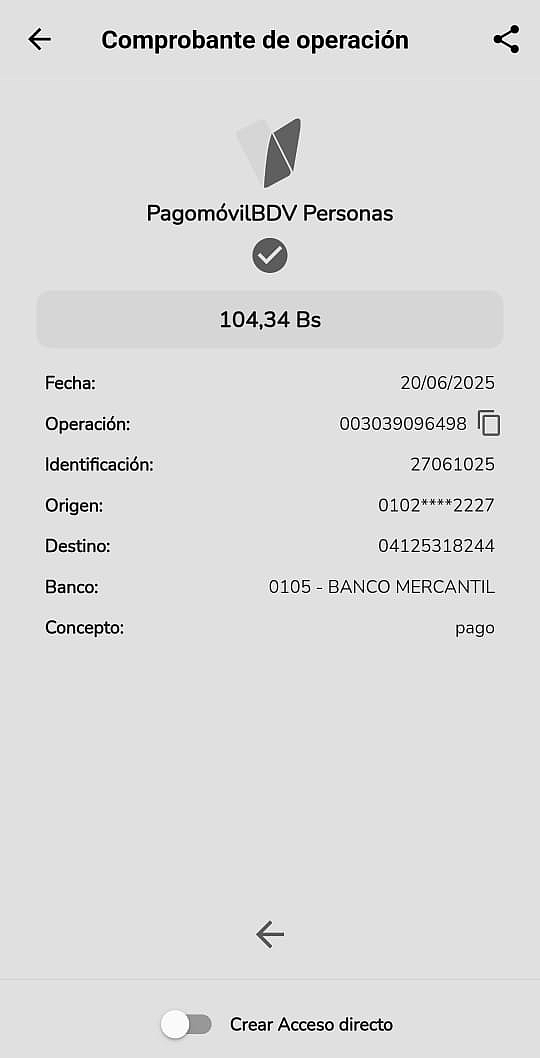 Comprobante de operación
PagomóvilBDV Personas
104,34 Bs
Fecha: 20/06/2025
Operación: 003039096498
Identificación: 27061025
Origen: 0102****2227
Destino: 04125318244
Banco: 0105 - BANCO MERCANTIL
Concepto: pago
Crear Acceso directo